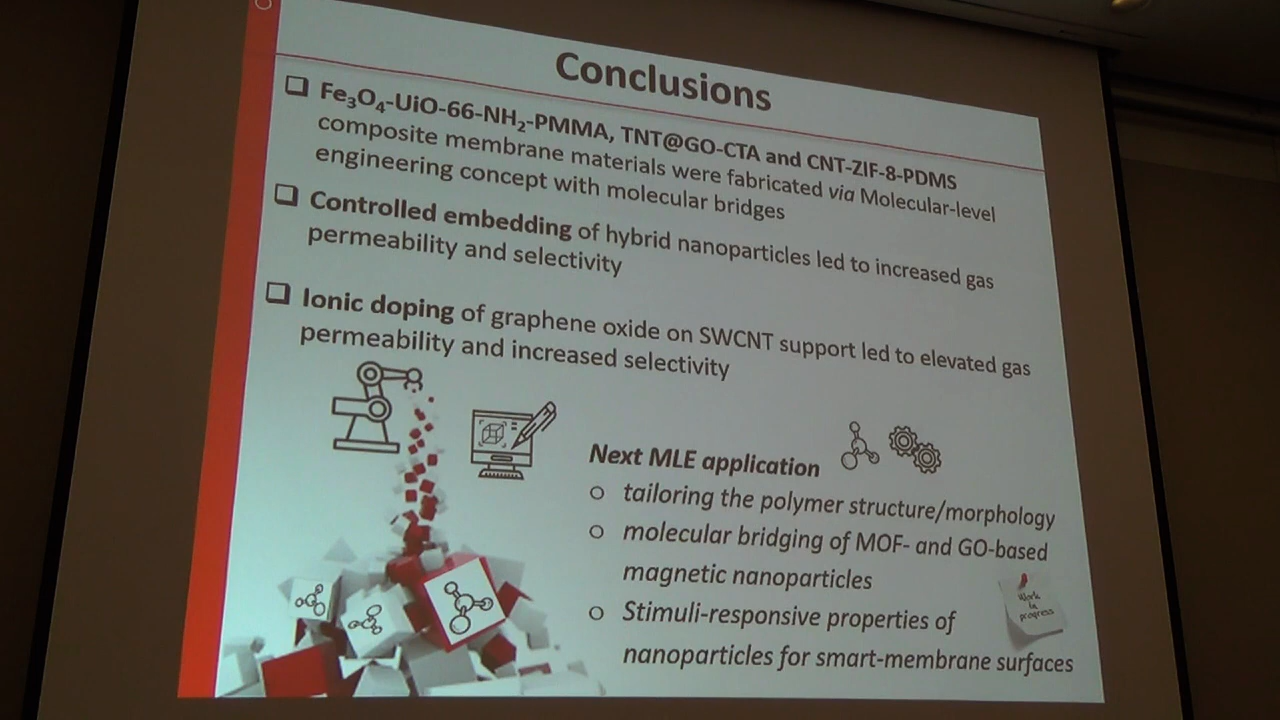 Conclusions
❑ Fe₃O₄-UiO-66-NH₂-PMMA, TNT@GO-CTA and CNT-ZIF-8-PDMS
composite membrane materials were fabricated via Molecular-level
engineering concept with molecular bridges
❑ Controlled embedding of hybrid nanoparticles led to increased gas
permeability and selectivity
❑ Ionic doping of graphene oxide on SWCNT support led to elevated gas
permeability and increased selectivity
Next MLE application
o tailoring the polymer structure/morphology
o molecular bridging of MOF- and GO-based
magnetic nanoparticles
o Stimuli-responsive properties of
nanoparticles for smart-membrane surfaces
Work
in
progress